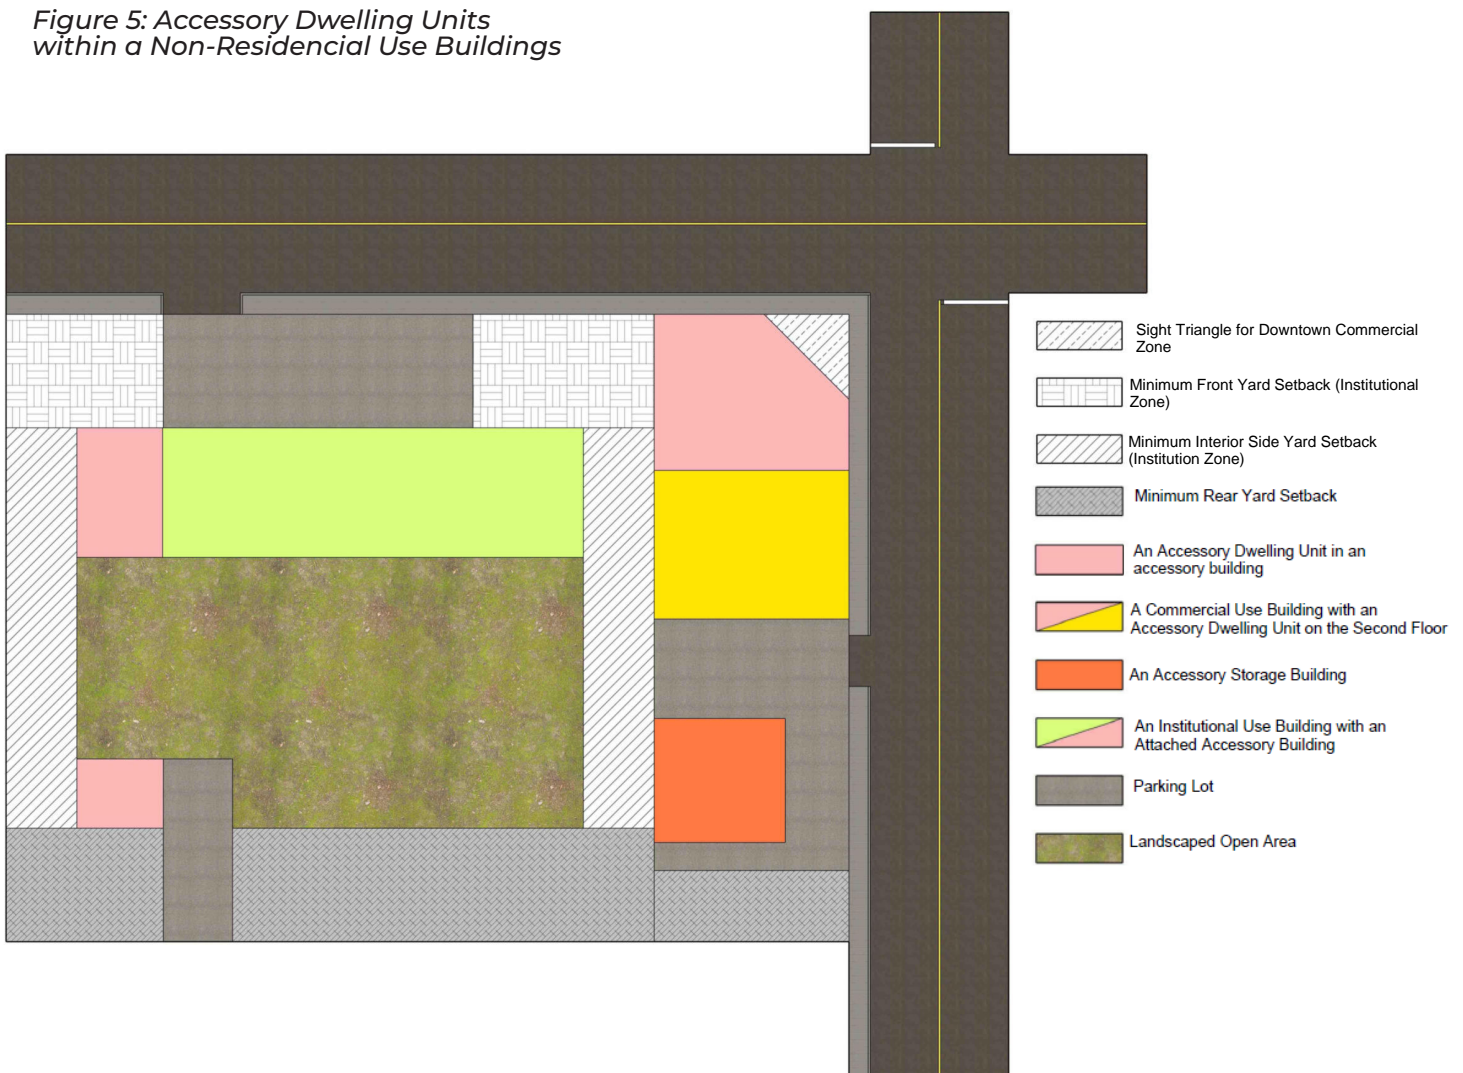 Figure 5: Accessory Dwelling Units
within a Non-Residencial Use Buildings
Sight Triangle for Downtown Commercial
Zone
Minimum Front Yard Setback (Institutional
Zone)
Minimum Interior Side Yard Setback
(Institution Zone)
Minimum Rear Yard Setback
An Accessory Dwelling Unit in an
accessory building
A Commercial Use Building with an
Accessory Dwelling Unit on the Second Floor
An Accessory Storage Building
An Institutional Use Building with an
Attached Accessory Building
Parking Lot
Landscaped Open Area